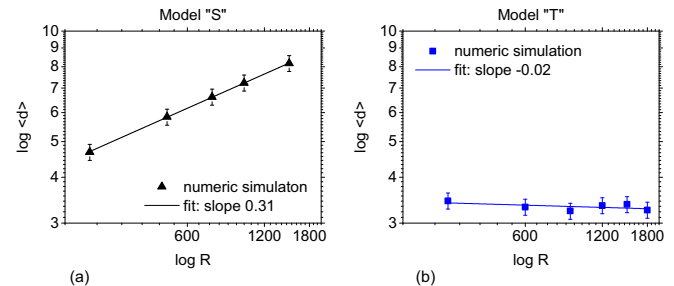 Model "S"
10
9
8
7
6
5
4
3
log <d>
numeric simulaton
fit: slope 0.31
600
1200
1800
log R
(a)
Model "T"
10
9
8
7
6
5
4
3
log <d>
numeric simulation
fit: slope -0.02
600
1200
1800
log R
(b)